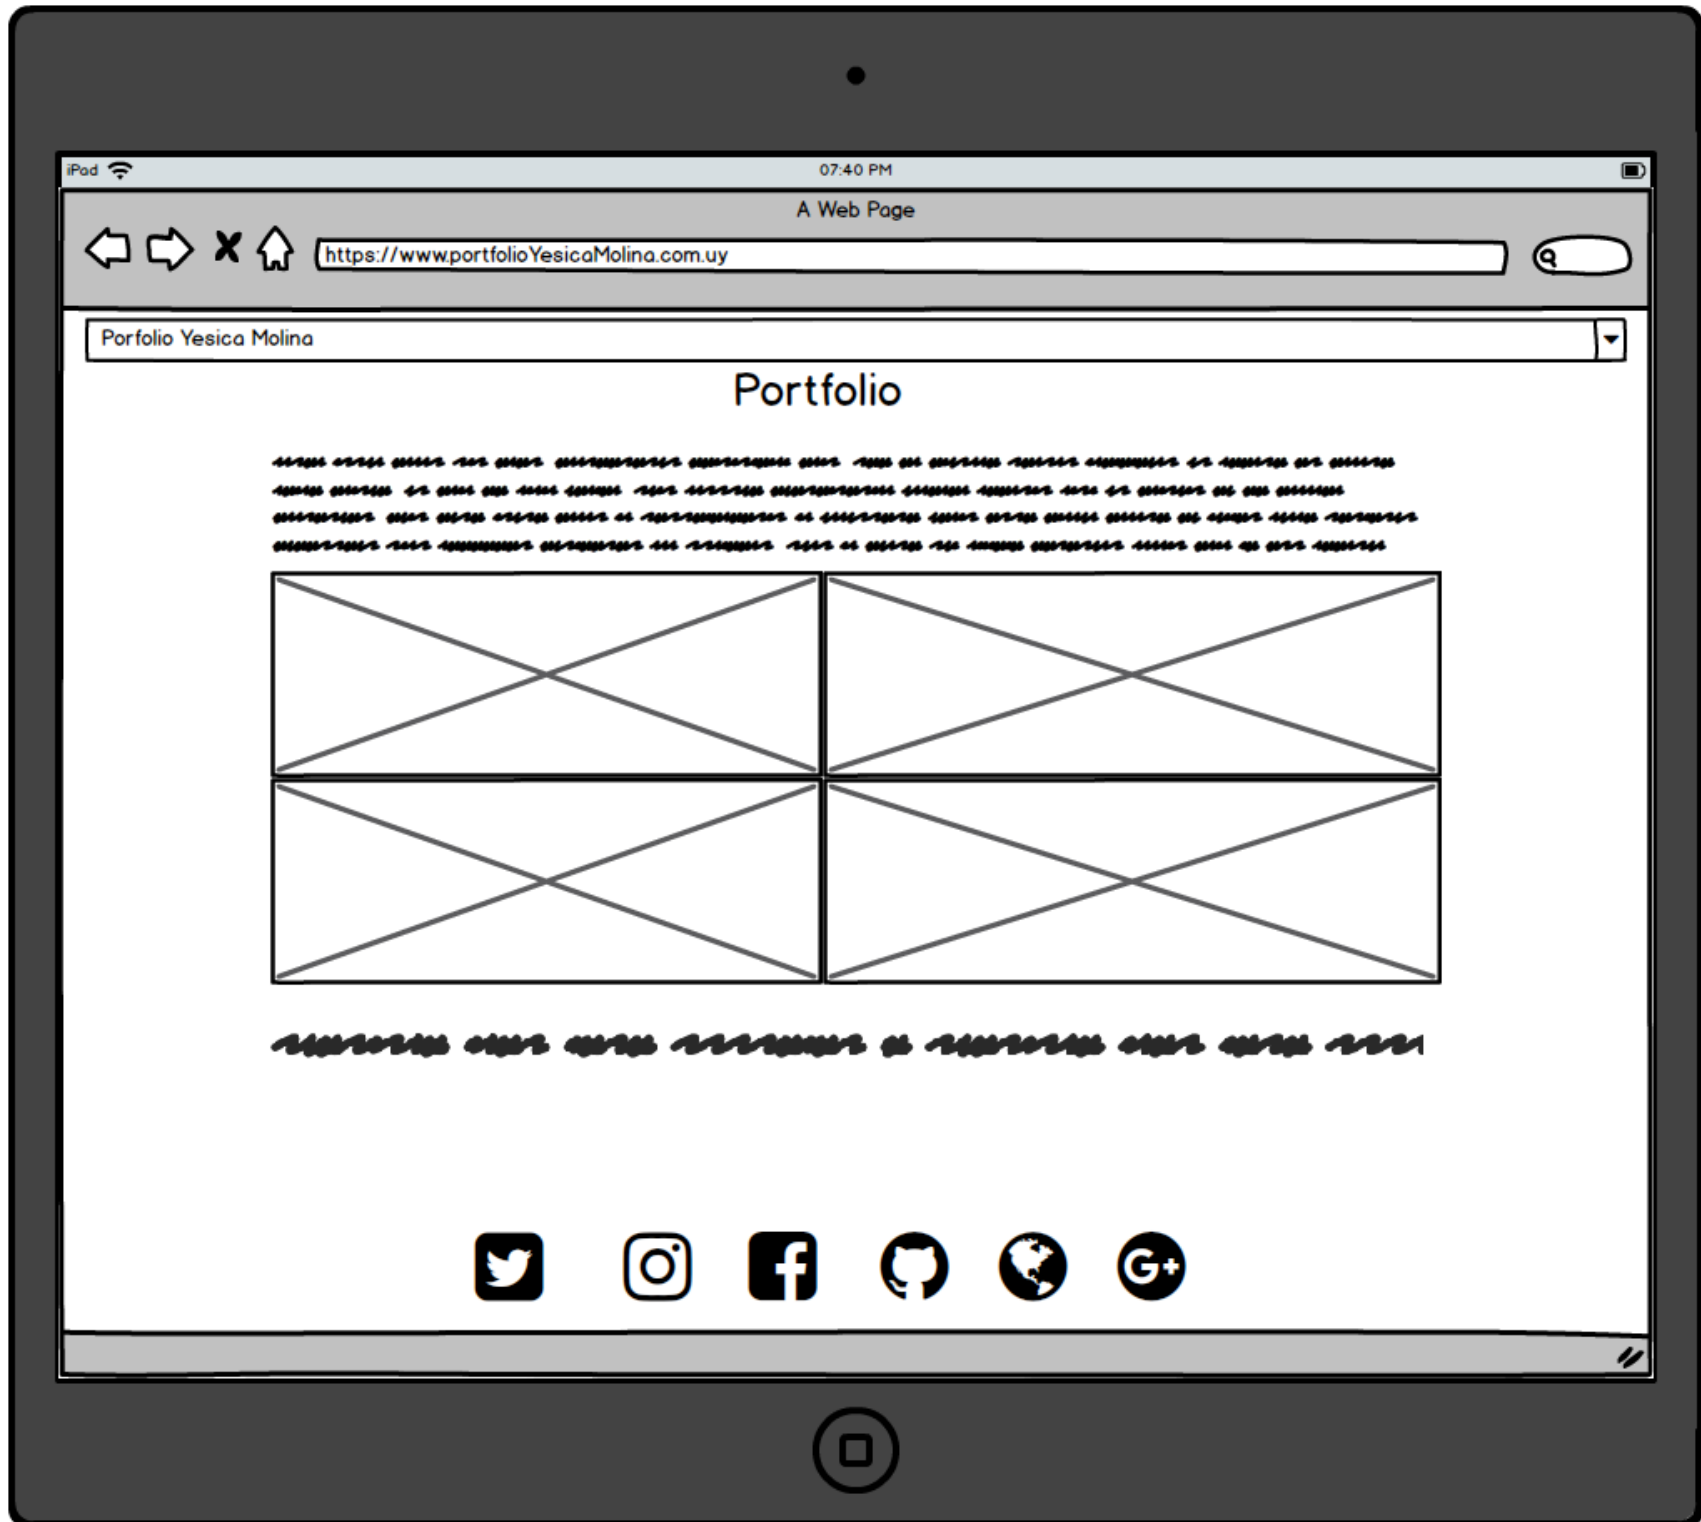 iPad
07:40 PM
A Web Page
https://www.portfolioYesicaMolina.com.uy
Porfolio Yesica Molina
Portfolio
G+